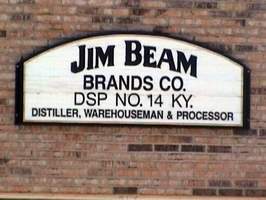 JIM BEAM
BRANDS CO.
DSP NO. 14 KY.
DISTILLER, WAREHOUSEMAN & PROCESSOR